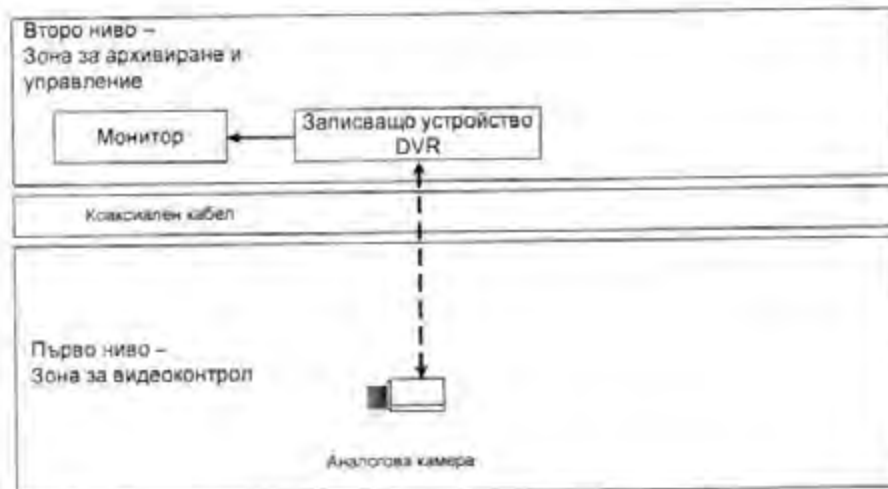 Второ ниво –
Зона за архивиране и
управление
Монитор
Записващо устройство
DVR
Коаксиален кабел
Първо ниво –
Зона за видеоконтрол
Аналогова камера